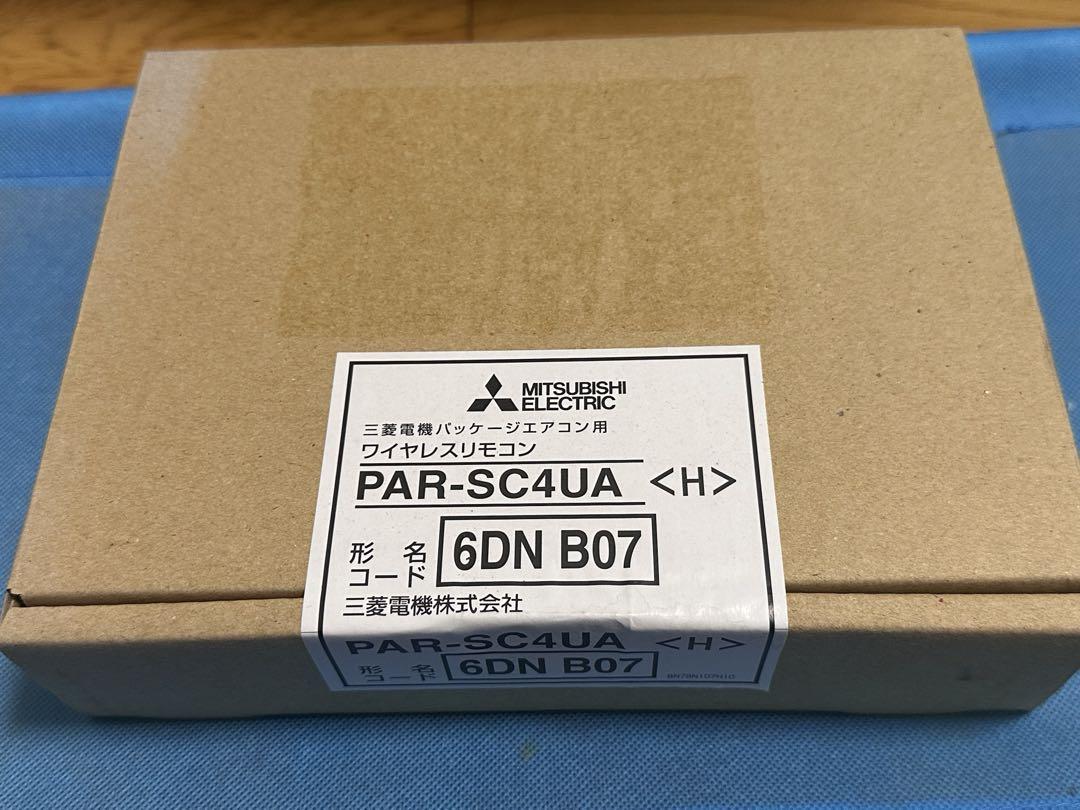 MITSUBISHI
ELECTRIC
三菱電機パッケージエアコン用
ワイヤレスリモコン
PAR-SC4UA <H>
形名
コード 6DN B07
三菱電機株式会社
PAR-SC4UA <H>
形名
コード 6DN B07